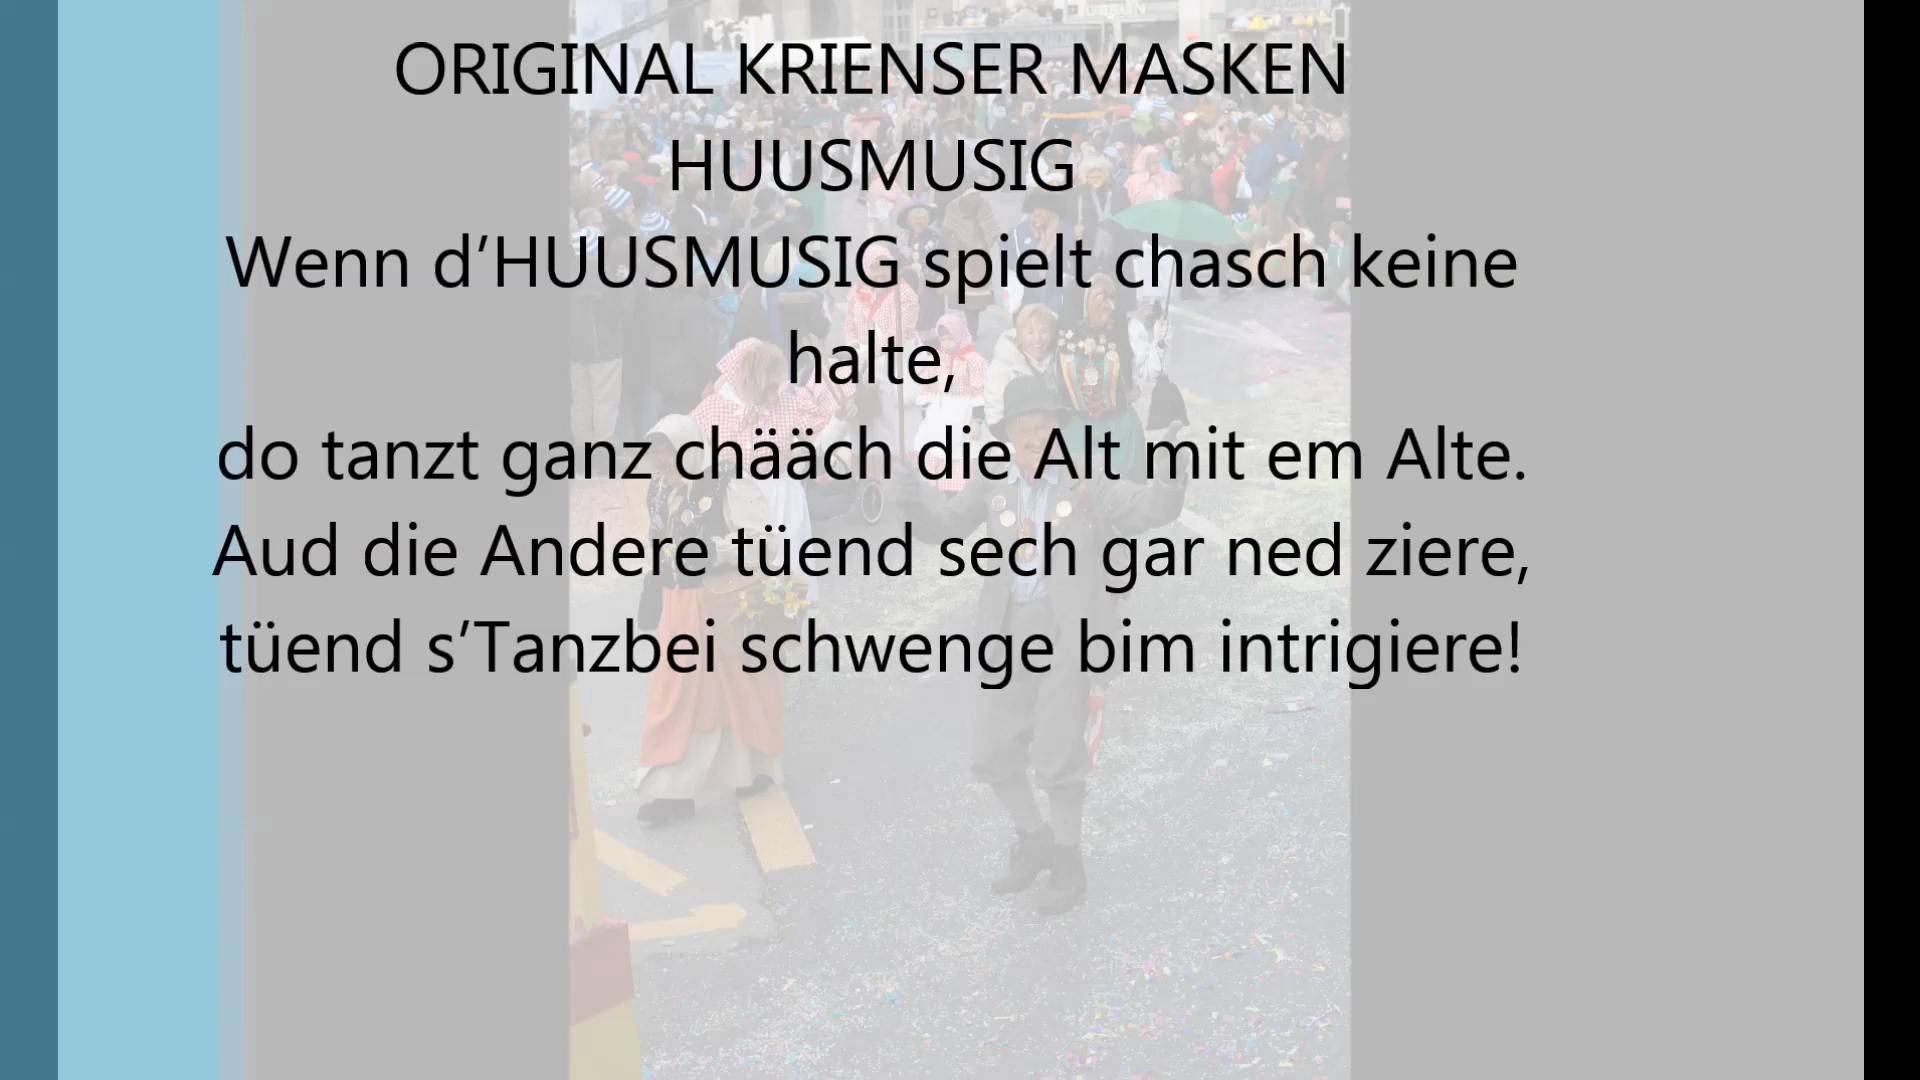 ORIGINAL KRIENSER MASKEN
HUUSMUSIG
Wenn d’HUUSMUSIG spielt chasch keine
halte,
do tanzt ganz chääch die Alt mit em Alte.
Aud die Andere tüend sech gar ned ziere,
tüend s’Tanzbei schwenge bim intrigiere!